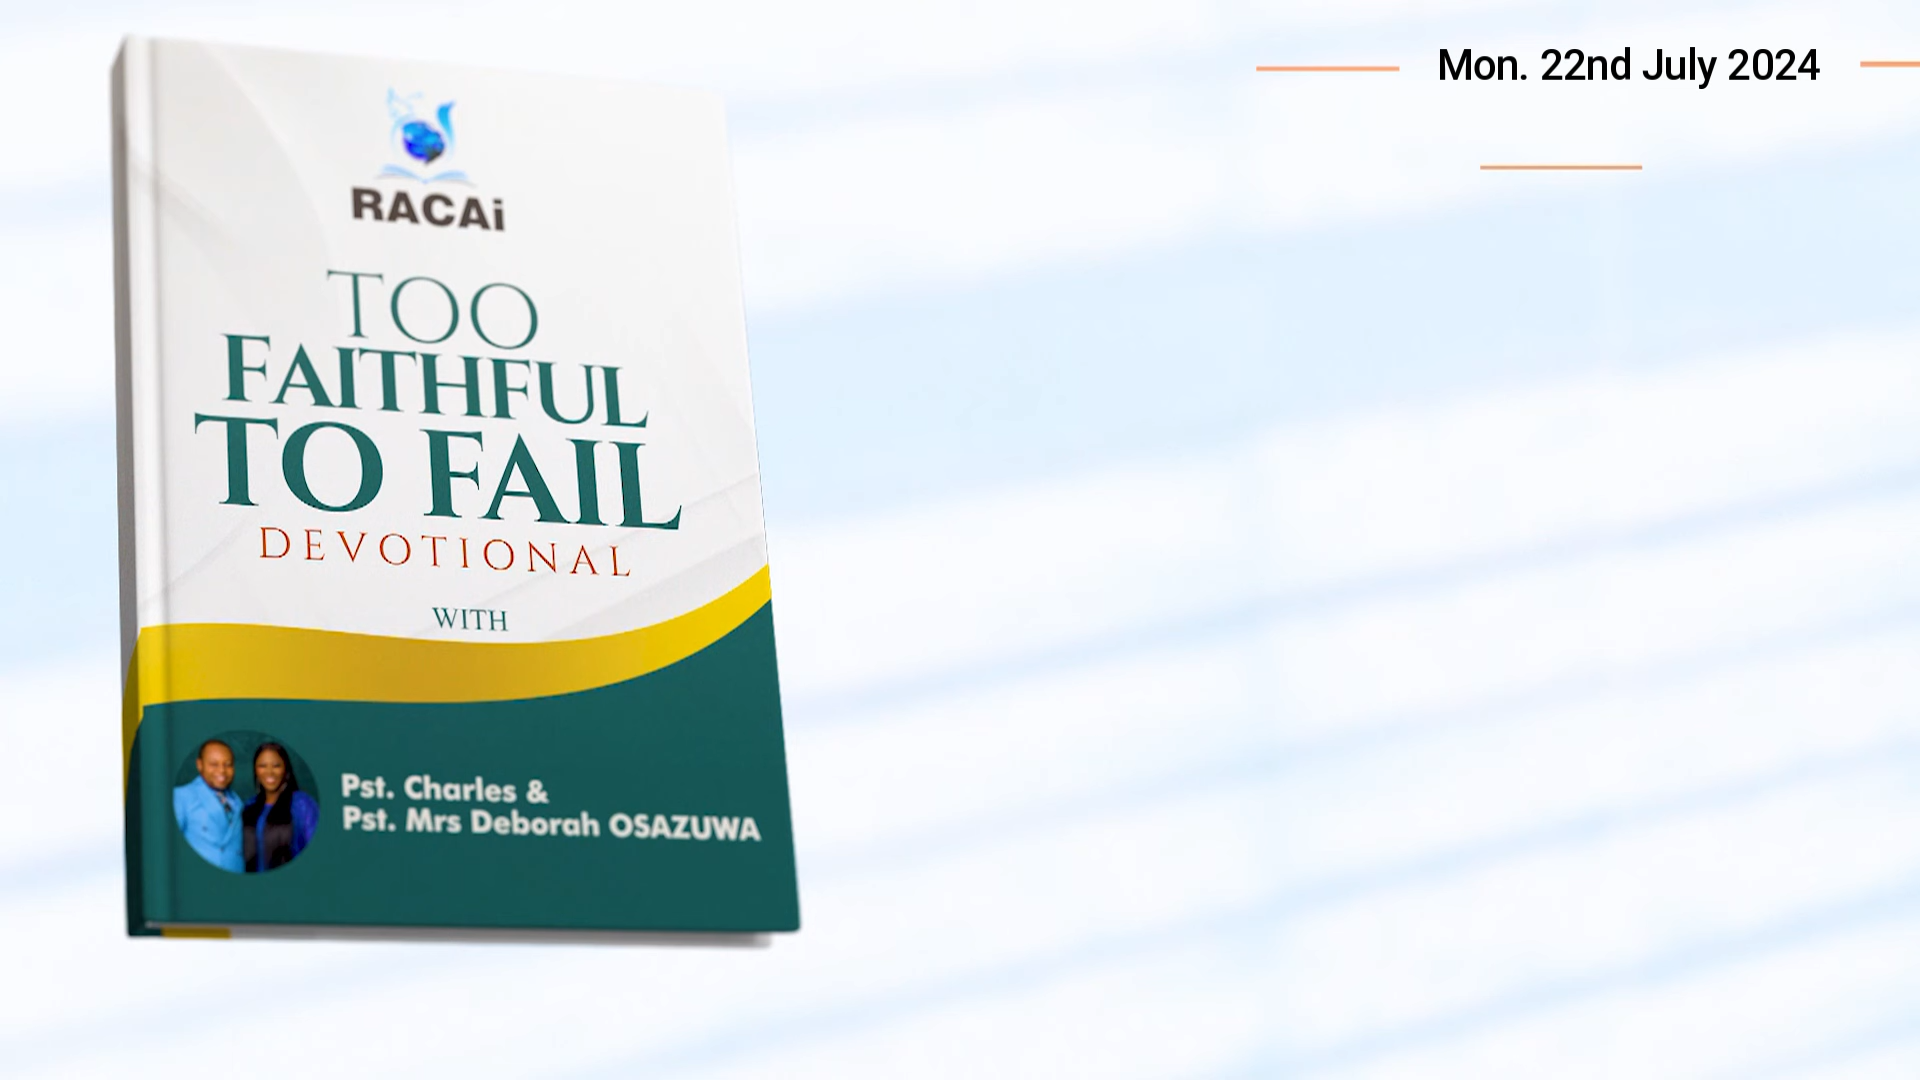 Mon. 22nd July 2024
RACAi
TOO
FAITHFUL
TO FAIL
DEVOTIONAL
WITH
Pst. Charles &
Pst. Mrs Deborah OSAZUWA